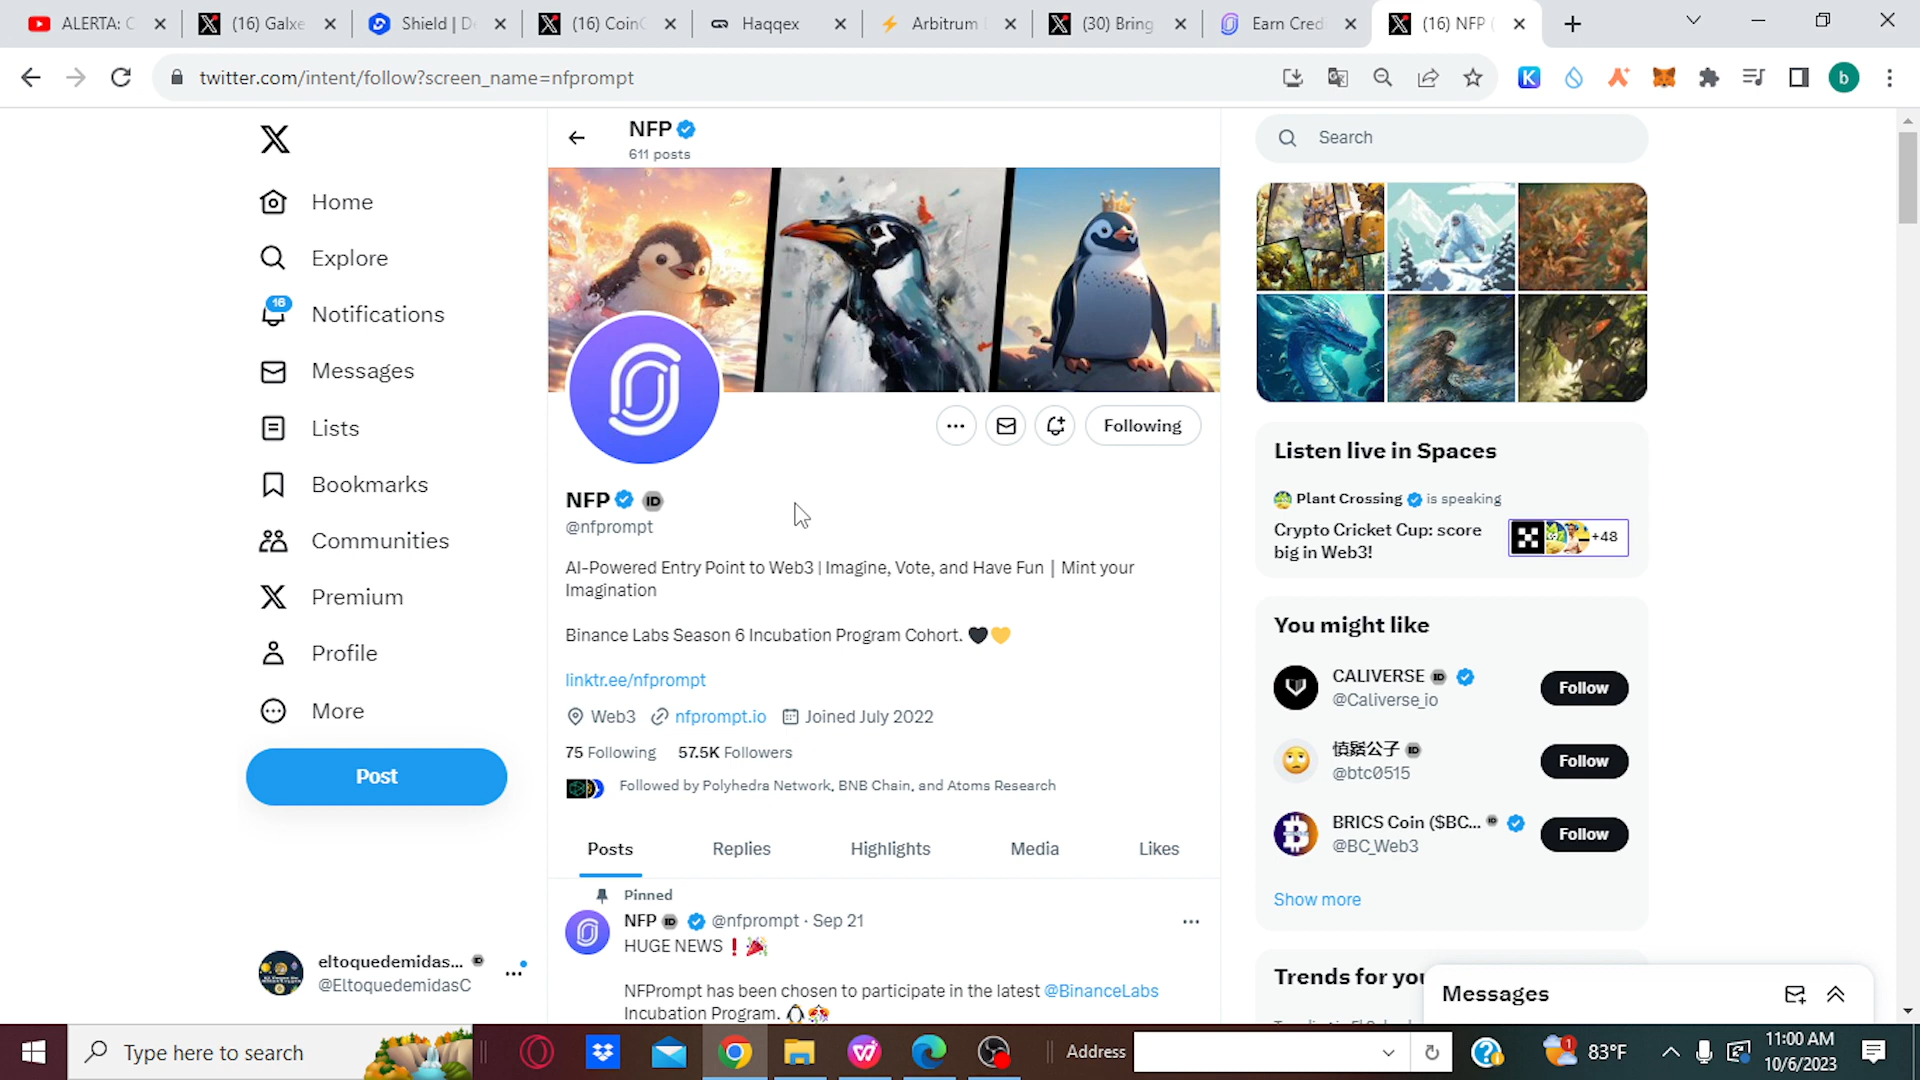 ALERTA: C
(16) Galxe
Shield | De
(16) CoinG
Haqqex
Arbitrum
(30) Bring
Earn Cred
(16) NFP (
twitter.com/intent/follow?screen_name=nfprompt
K
b
NFP
611 posts
Search
Home
Explore
16
Notifications
Messages
Lists
Bookmarks
Communities
Premium
Profile
More
Post
eltoquedemidas...
@EltoquedemidasC
Following
NFP ID
@nfprompt
AI-Powered Entry Point to Web3 | Imagine, Vote, and Have Fun | Mint your
Imagination
Binance Labs Season 6 Incubation Program Cohort. 🖤💛
linktr.ee/nfprompt
Web3 nfprompt.io Joined July 2022
75 Following 57.5K Followers
Followed by Polyhedra Network, BNB Chain, and Atoms Research
Posts Replies Highlights Media Likes
Pinned
NFP ID @nfprompt · Sep 21
HUGE NEWS❗🎉
NFPrompt has been chosen to participate in the latest @BinanceLabs
Incubation Program. 🐧🎊
Listen live in Spaces
Plant Crossing is speaking
Crypto Cricket Cup: score
big in Web3!
+48
You might like
CALIVERSE ID
@Caliverse_io
Follow
@btc0515
Follow
BRICS Coin ($BC...
@BC_Web3
Follow
Show more
Trends for you
Messages
Type here to search
Address
1
83°F
11:00 AM
10/6/2023